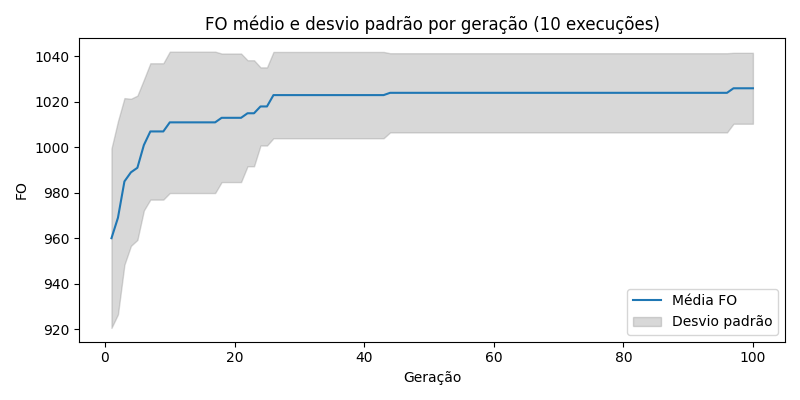 FO médio e desvio padrão por geração (10 execuções)
1040
1020
1000
980
960
940
920
FO
0 20 40 60 80 100
Geração
Média FO
Desvio padrão